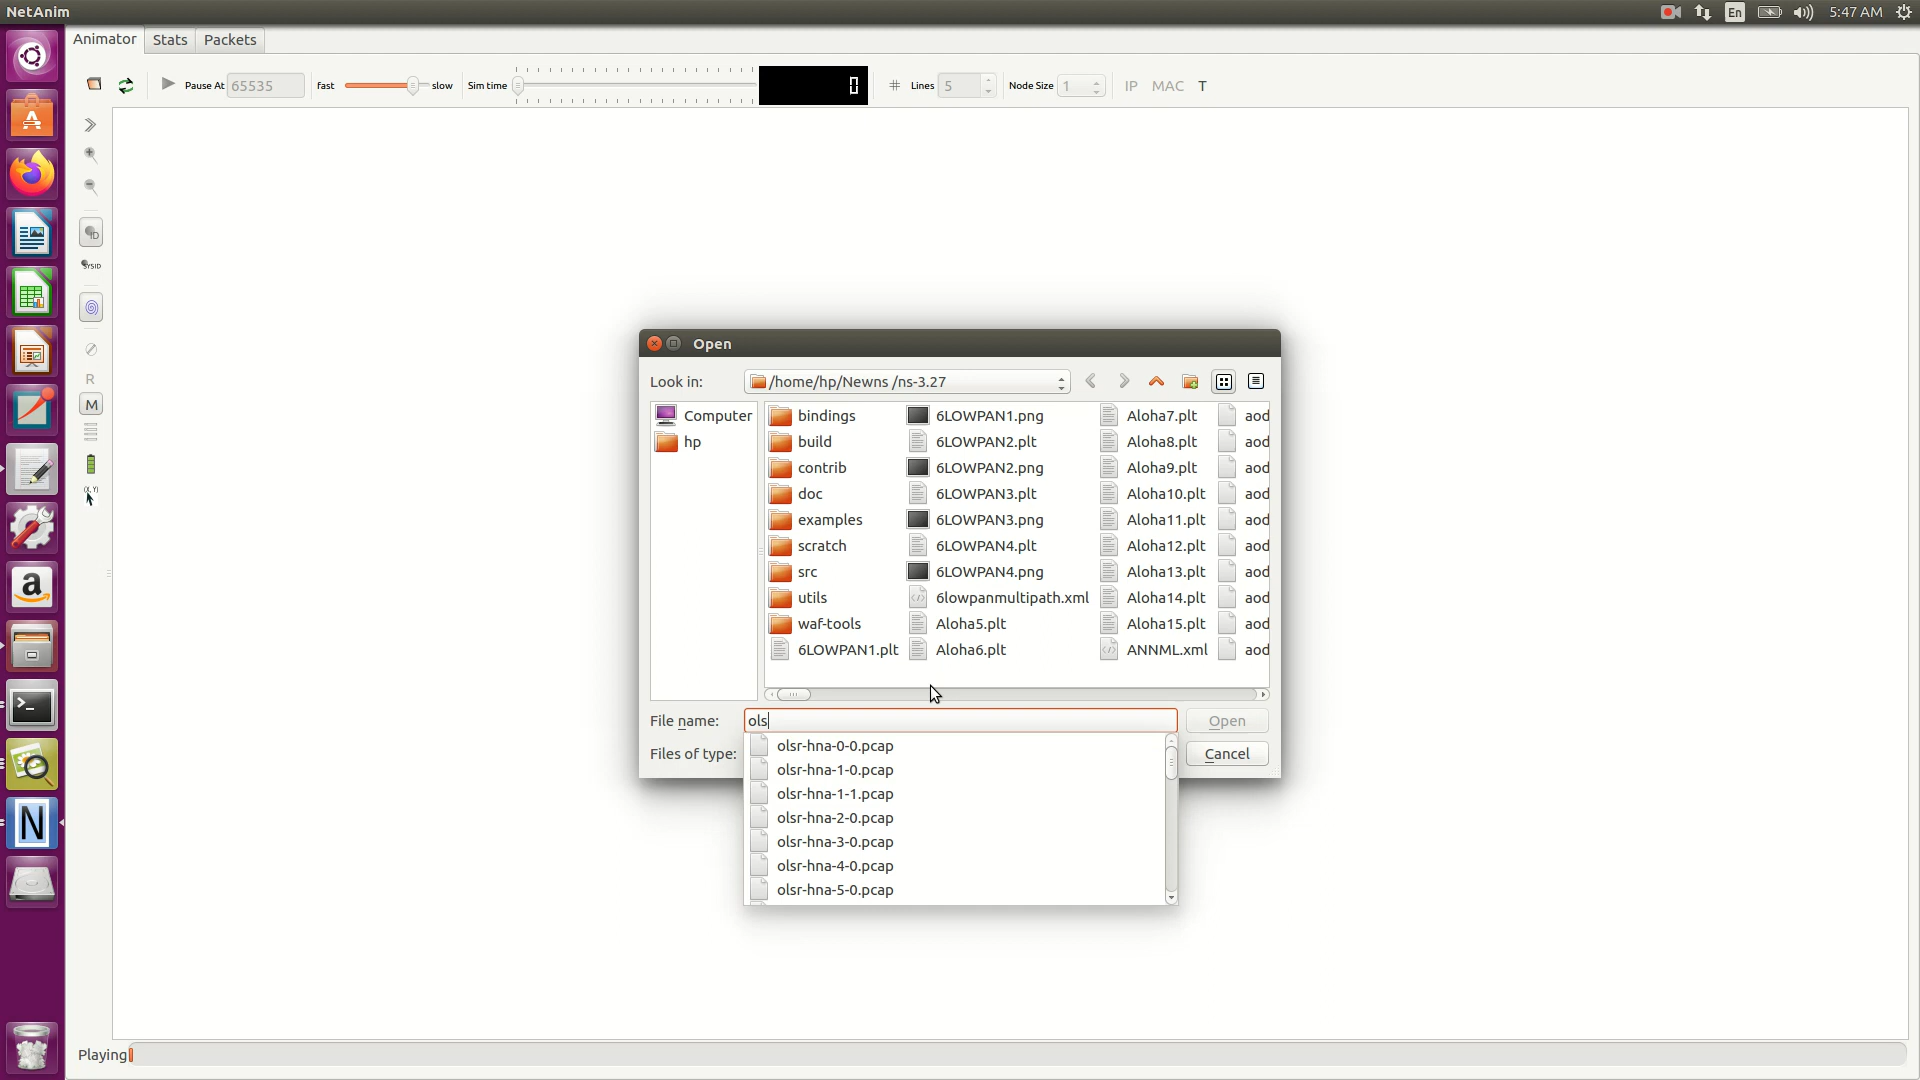 NetAnim
En
5:47 AM
Animator Stats Packets
Pause At 65535 fast slow Sim time 0 Lines 5 Node Size 1 IP MAC T
ID
SYSID
R
M
(X, Y)
Open
Look in: /home/hp/Newns /ns-3.27
Computer
hp
bindings 6LOWPAN1.png Aloha7.plt aod
build 6LOWPAN2.plt Aloha8.plt aod
contrib 6LOWPAN2.png Aloha9.plt aod
doc 6LOWPAN3.plt Aloha10.plt aod
examples 6LOWPAN3.png Aloha11.plt aod
scratch 6LOWPAN4.plt Aloha12.plt aod
src 6LOWPAN4.png Aloha13.plt aod
utils 6lowpanmultipath.xml Aloha14.plt aod
waf-tools Aloha5.plt Aloha15.plt aod
6LOWPAN1.plt Aloha6.plt ANNML.xml aod
File name: ols Open
Files of type: Cancel
olsr-hna-0-0.pcap
olsr-hna-1-0.pcap
olsr-hna-1-1.pcap
olsr-hna-2-0.pcap
olsr-hna-3-0.pcap
olsr-hna-4-0.pcap
olsr-hna-5-0.pcap
Playing